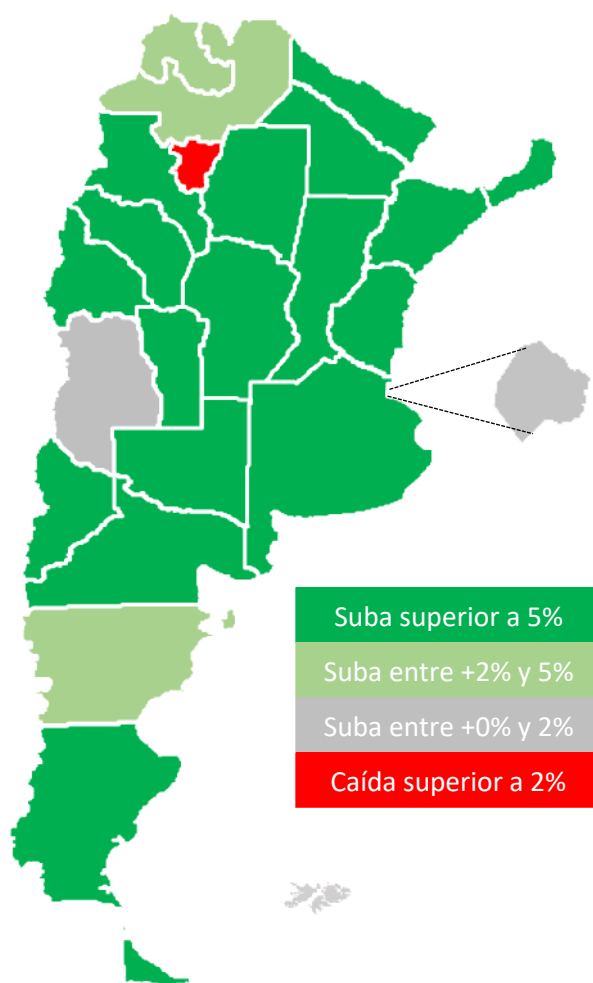 Suba superior a 5%
Suba entre +2% y 5%
Suba entre +0% y 2%
Caída superior a 2%